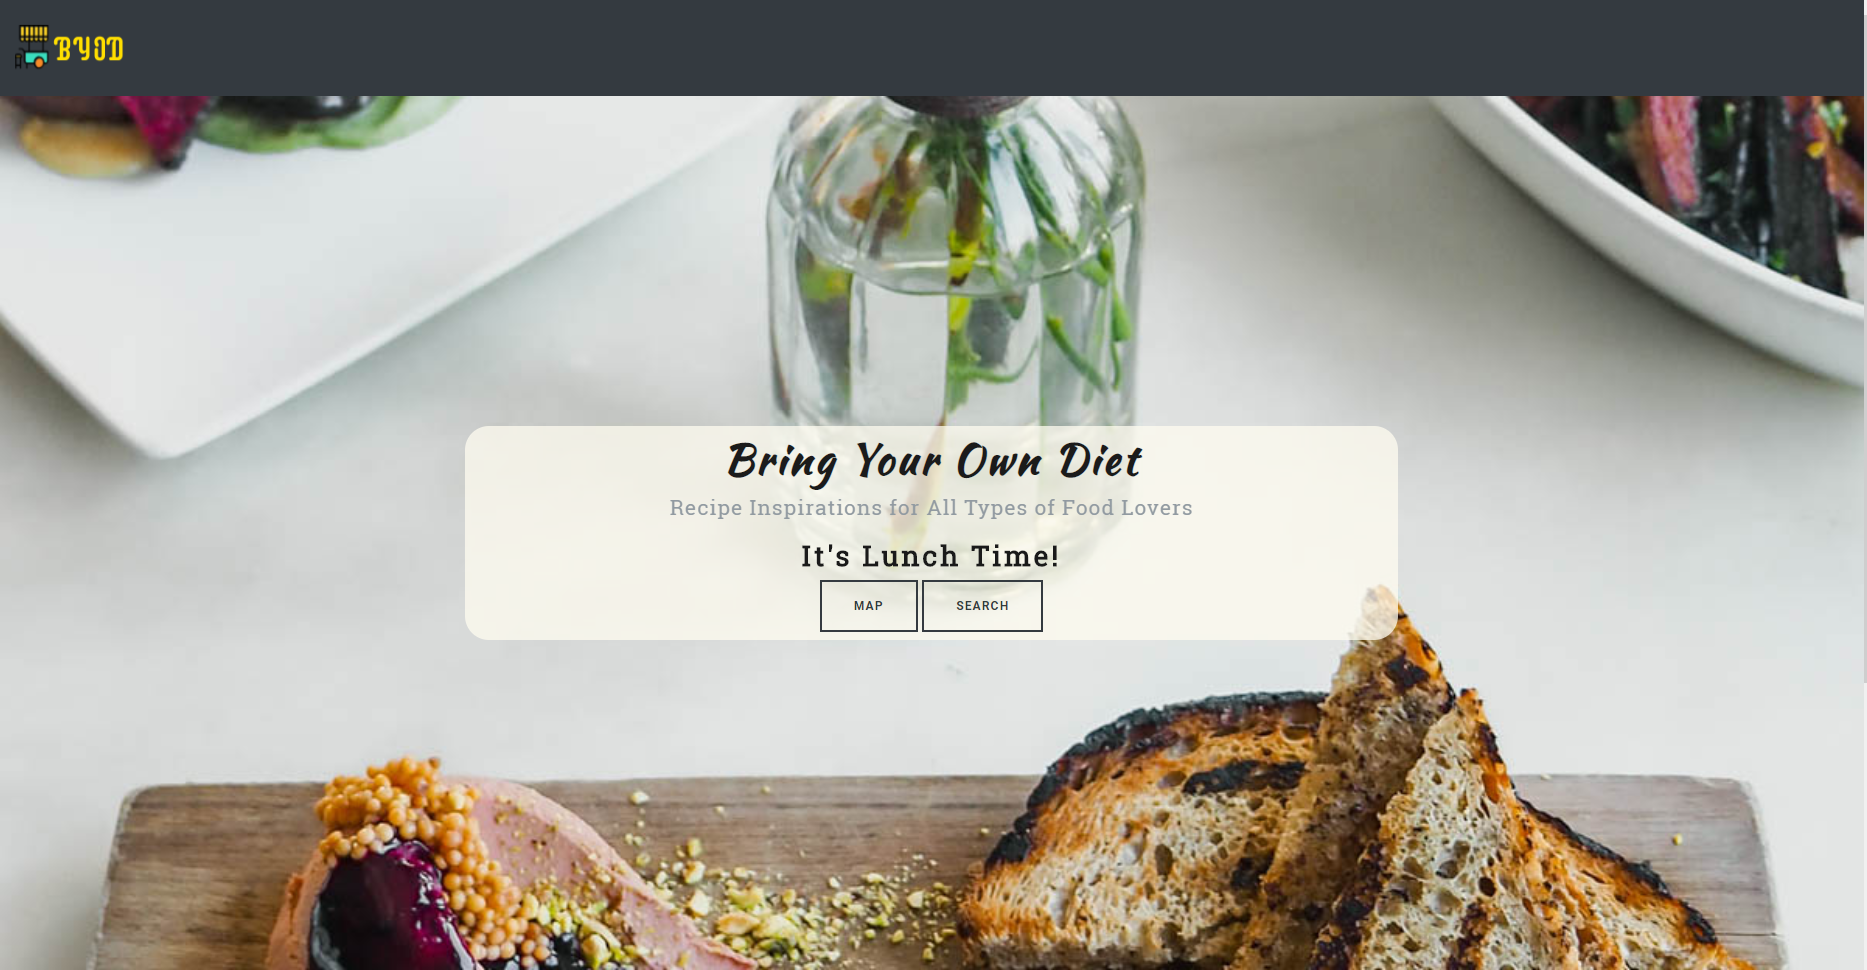 BYOD
Bring Your Own Diet
Recipe Inspirations for All Types of Food Lovers
It's Lunch Time!
MAP SEARCH